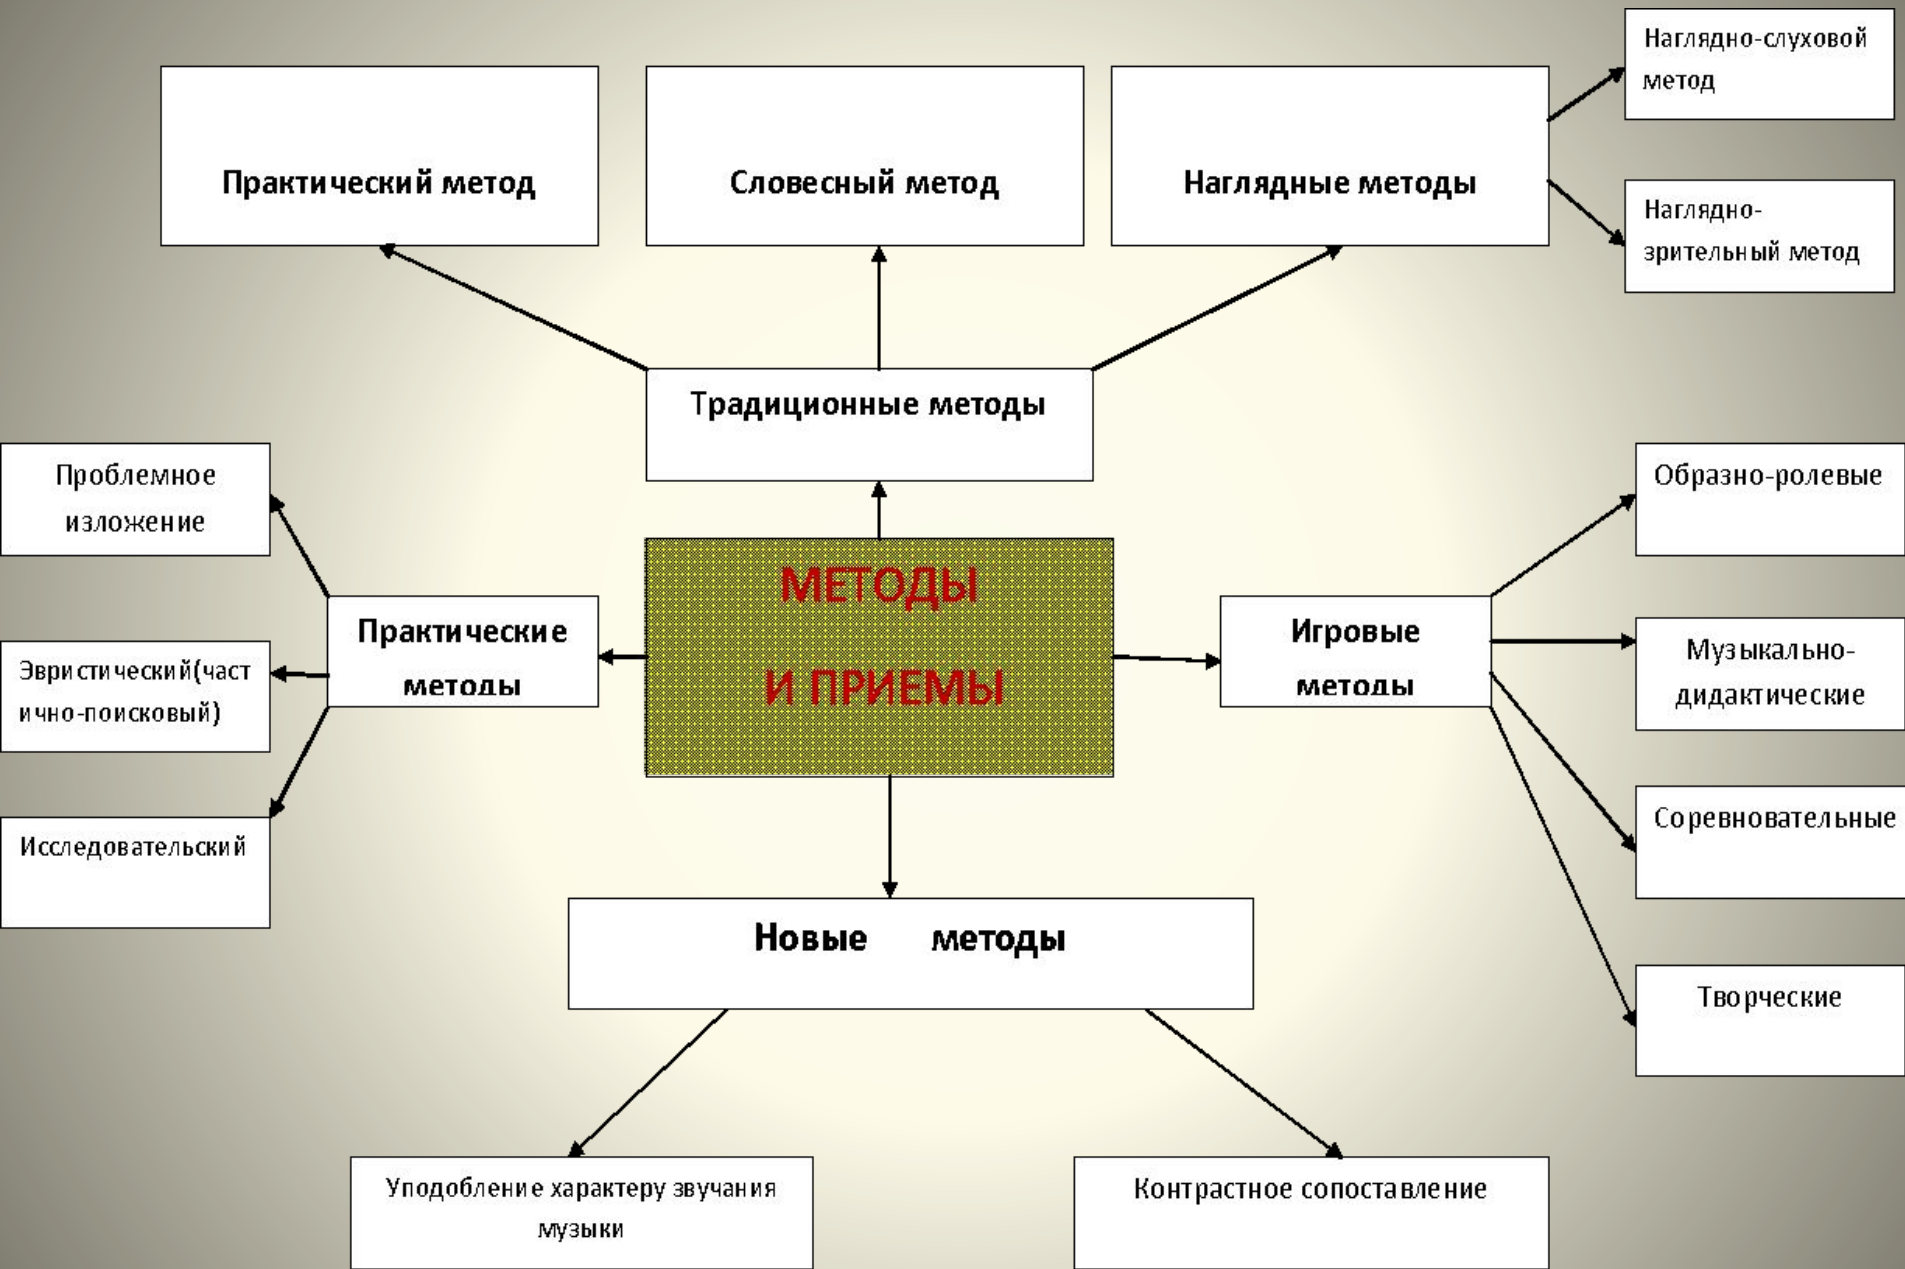 Наглядно-слуховой
метод
Практический метод
Словесный метод
Наглядные методы
Наглядно-
зрительный метод
Традиционные методы
Проблемное
изложение
Образно-ролевые
МЕТОДЫ
И ПРИЕМЫ
Практические
методы
Игровые
методы
Эвристический(част
ично-поисковый)
Музыкально-
дидактические
Исследовательский
Соревновательные
Новые методы
Творческие
Уподобление характеру звучания
музыки
Контрастное сопоставление